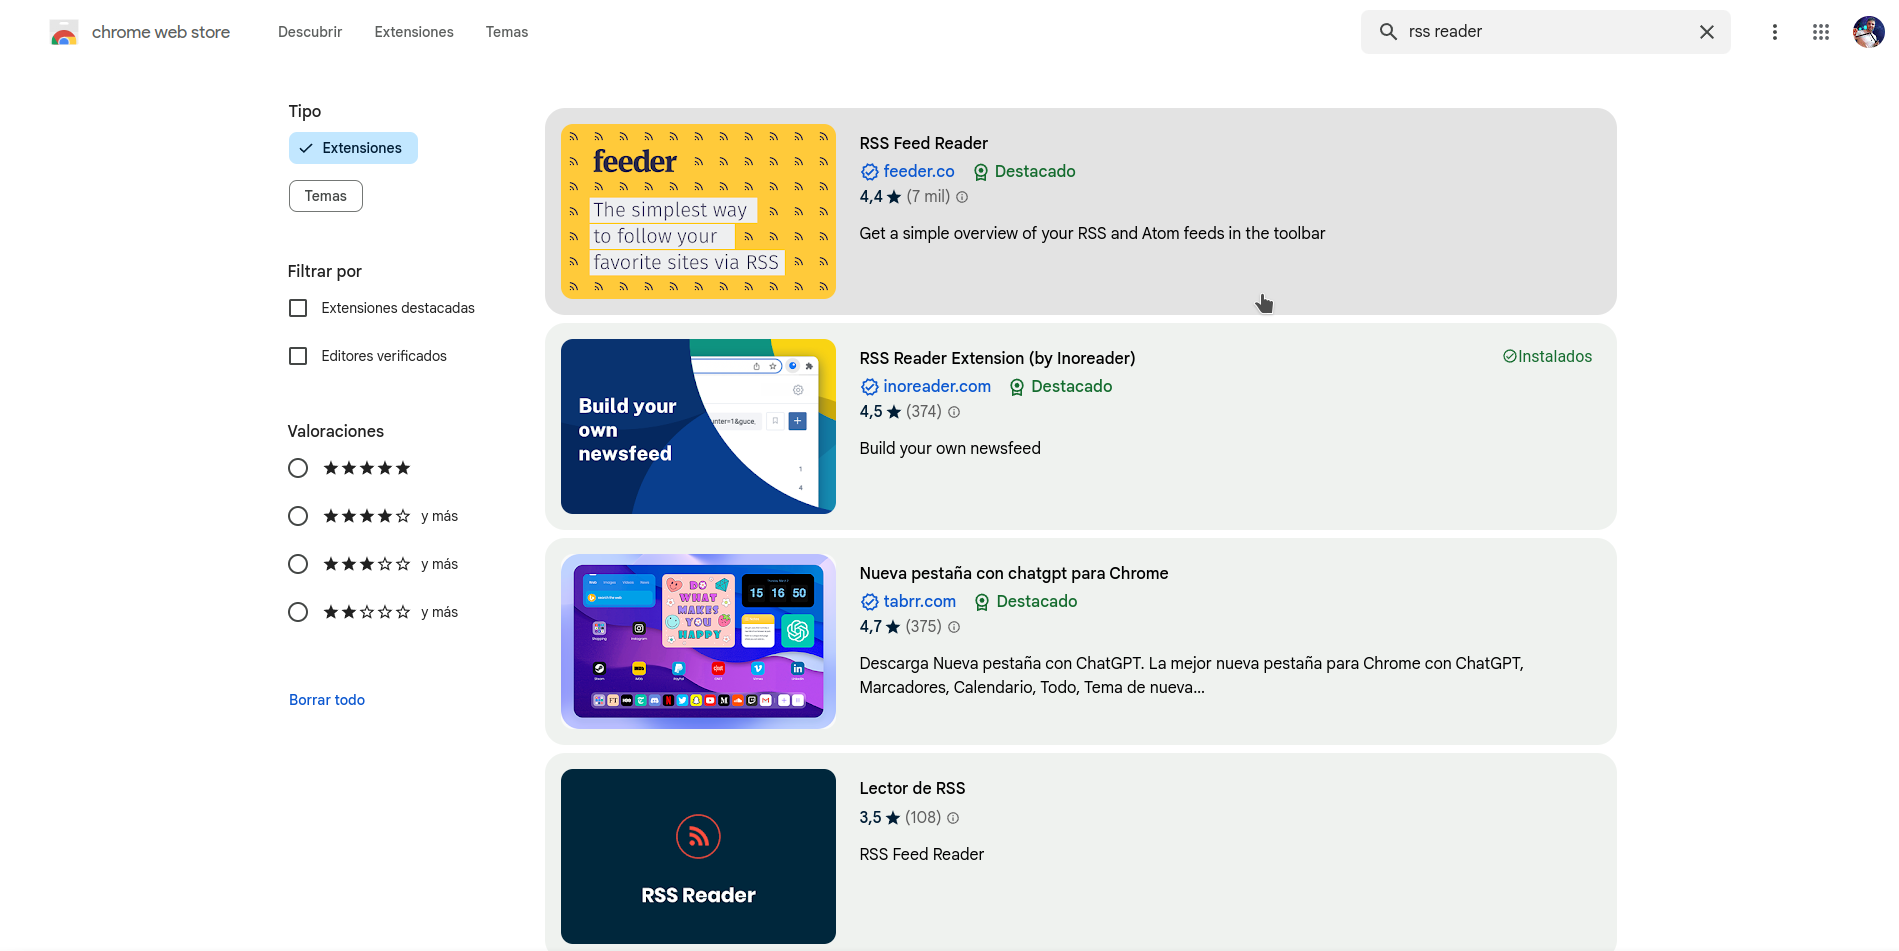 chrome web store
Descubrir
Extensiones
Temas
rss reader
Tipo
Extensiones
Temas
Filtrar por
Extensiones destacadas
Editores verificados
Valoraciones
y más
y más
y más
Borrar todo
feeder
The simplest way
to follow your
favorite sites via RSS
RSS Feed Reader
feeder.co Destacado
4,4 (7 mil)
Get a simple overview of your RSS and Atom feeds in the toolbar
Build your
own
newsfeed
nter=1&guce,
1
4
RSS Reader Extension (by Inoreader)
Instalados
inoreader.com Destacado
4,5 (374)
Build your own newsfeed
DO
WHAT
MAKES
YOU
HAPPY
15 16 50
Nueva pestaña con chatgpt para Chrome
tabrr.com Destacado
4,7 (375)
Descarga Nueva pestaña con ChatGPT. La mejor nueva pestaña para Chrome con ChatGPT,
Marcadores, Calendario, Todo, Tema de nueva...
RSS Reader
Lector de RSS
3,5 (108)
RSS Feed Reader